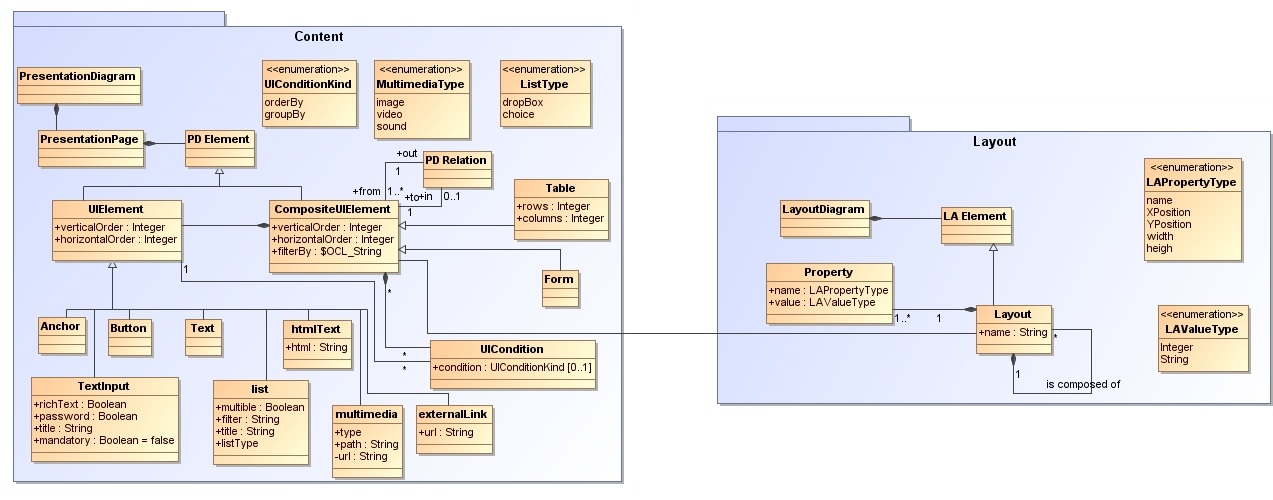 Content
PresentationDiagram
<<enumeration>>
UIConditionKind
orderBy
groupBy
<<enumeration>>
MultimediaType
image
video
sound
<<enumeration>>
ListType
dropBox
choice
PresentationPage
PD Element
+out
1
PD Relation
+from
1..*
+to
+in
0..1
1
Table
+rows : Integer
+columns : Integer
UIElement
+verticalOrder : Integer
+horizontalOrder : Integer
CompositeUIElement
+verticalOrder : Integer
+horizontalOrder : Integer
+filterBy : $OCL_String
1
*
Form
Anchor
Button
Text
htmlText
+html : String
*
*
UICondition
+condition : UIConditionKind [0..1]
TextInput
+richText : Boolean
+password : Boolean
+title : String
+mandatory : Boolean = false
list
+multible : Boolean
+filter : String
+title : String
+listType
multimedia
+type
+path : String
-url : String
externalLink
+url : String
Layout
<<enumeration>>
LAPropertyType
name
XPosition
YPosition
width
heigh
LayoutDiagram
LA Element
Property
+name : LAPropertyType
+value : LAValueType
1..*
1
Layout
+name : String
*
1
is composed of
<<enumeration>>
LAValueType
Integer
String